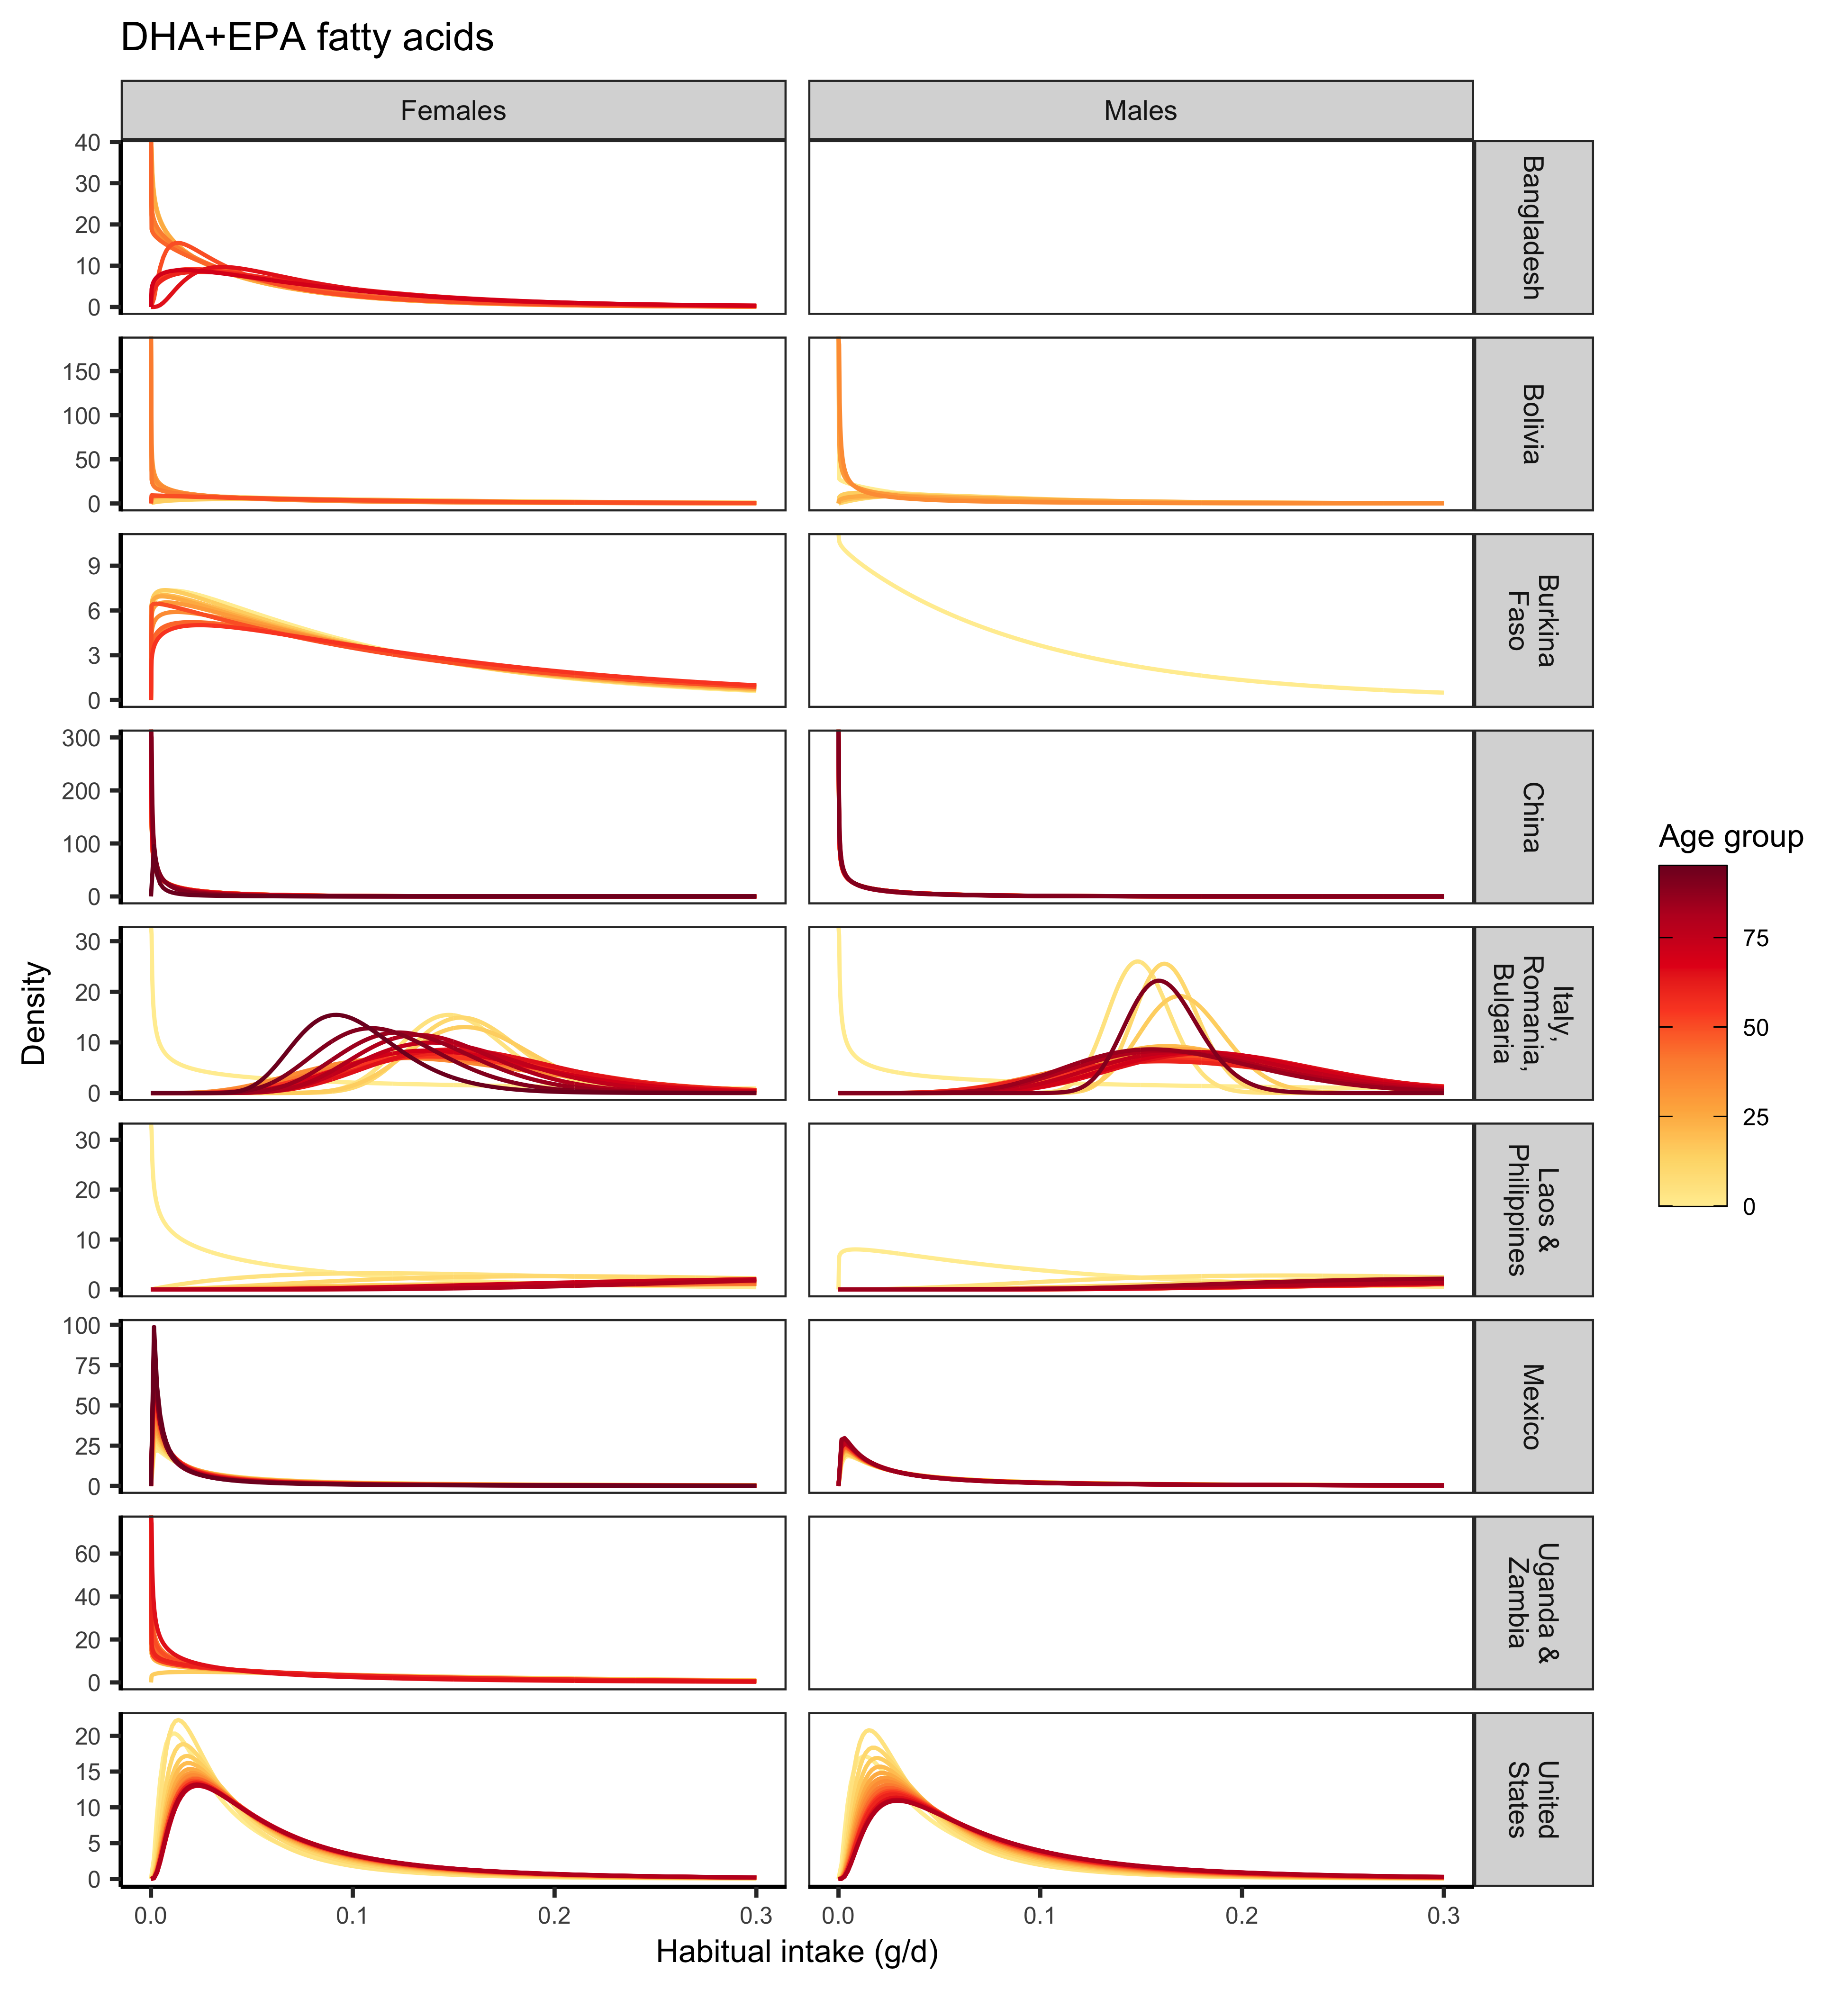 DHA+EPA fatty acids
Females
Males
40
30
20
10
0
Bangladesh
150
100
50
0
Bolivia
9
6
3
0
Burkina
Faso
300
200
100
0
China
30
20
10
0
Italy,
Romania,
Bulgaria
30
20
10
0
Laos &
Philippines
100
75
50
25
0
Mexico
60
40
20
0
Uganda &
Zambia
20
15
10
5
0
United
States
0.0
0.1
0.2
0.3
0.0
0.1
0.2
0.3
Habitual intake (g/d)
Density
Age group
75
50
25
0